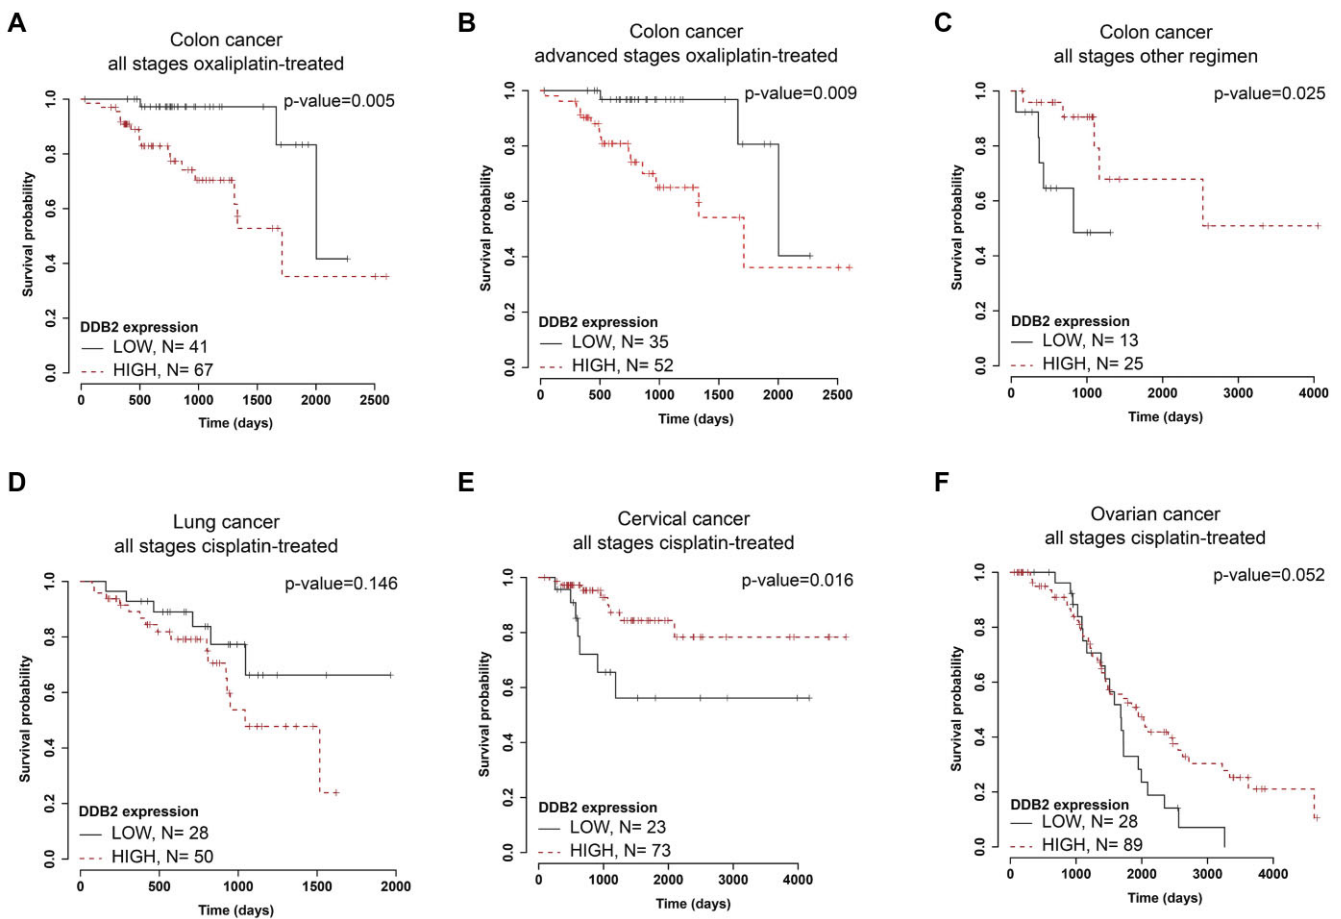 A
Colon cancer
all stages oxaliplatin-treated
p-value=0.005
Survival probability
1.0
0.8
0.6
0.4
0.2
0.0
DDB2 expression
LOW, N= 41
HIGH, N= 67
0 500 1000 1500 2000 2500
Time (days)
B
Colon cancer
advanced stages oxaliplatin-treated
p-value=0.009
Survival probability
1.0
0.8
0.6
0.4
0.2
0.0
DDB2 expression
LOW, N= 35
HIGH, N= 52
0 500 1000 1500 2000 2500
Time (days)
C
Colon cancer
all stages other regimen
p-value=0.025
Survival probability
1.0
0.8
0.6
0.4
0.2
0.0
DDB2 expression
LOW, N= 13
HIGH, N= 25
0 1000 2000 3000 4000
Time (days)
D
Lung cancer
all stages cisplatin-treated
p-value=0.146
Survival probability
1.0
0.8
0.6
0.4
0.2
0.0
DDB2 expression
LOW, N= 28
HIGH, N= 50
0 500 1000 1500 2000
Time (days)
E
Cervical cancer
all stages cisplatin-treated
p-value=0.016
Survival probability
1.0
0.8
0.6
0.4
0.2
0.0
DDB2 expression
LOW, N= 23
HIGH, N= 73
0 1000 2000 3000 4000
Time (days)
F
Ovarian cancer
all stages cisplatin-treated
p-value=0.052
Survival probability
1.0
0.8
0.6
0.4
0.2
0.0
DDB2 expression
LOW, N= 28
HIGH, N= 89
0 1000 2000 3000 4000
Time (days)